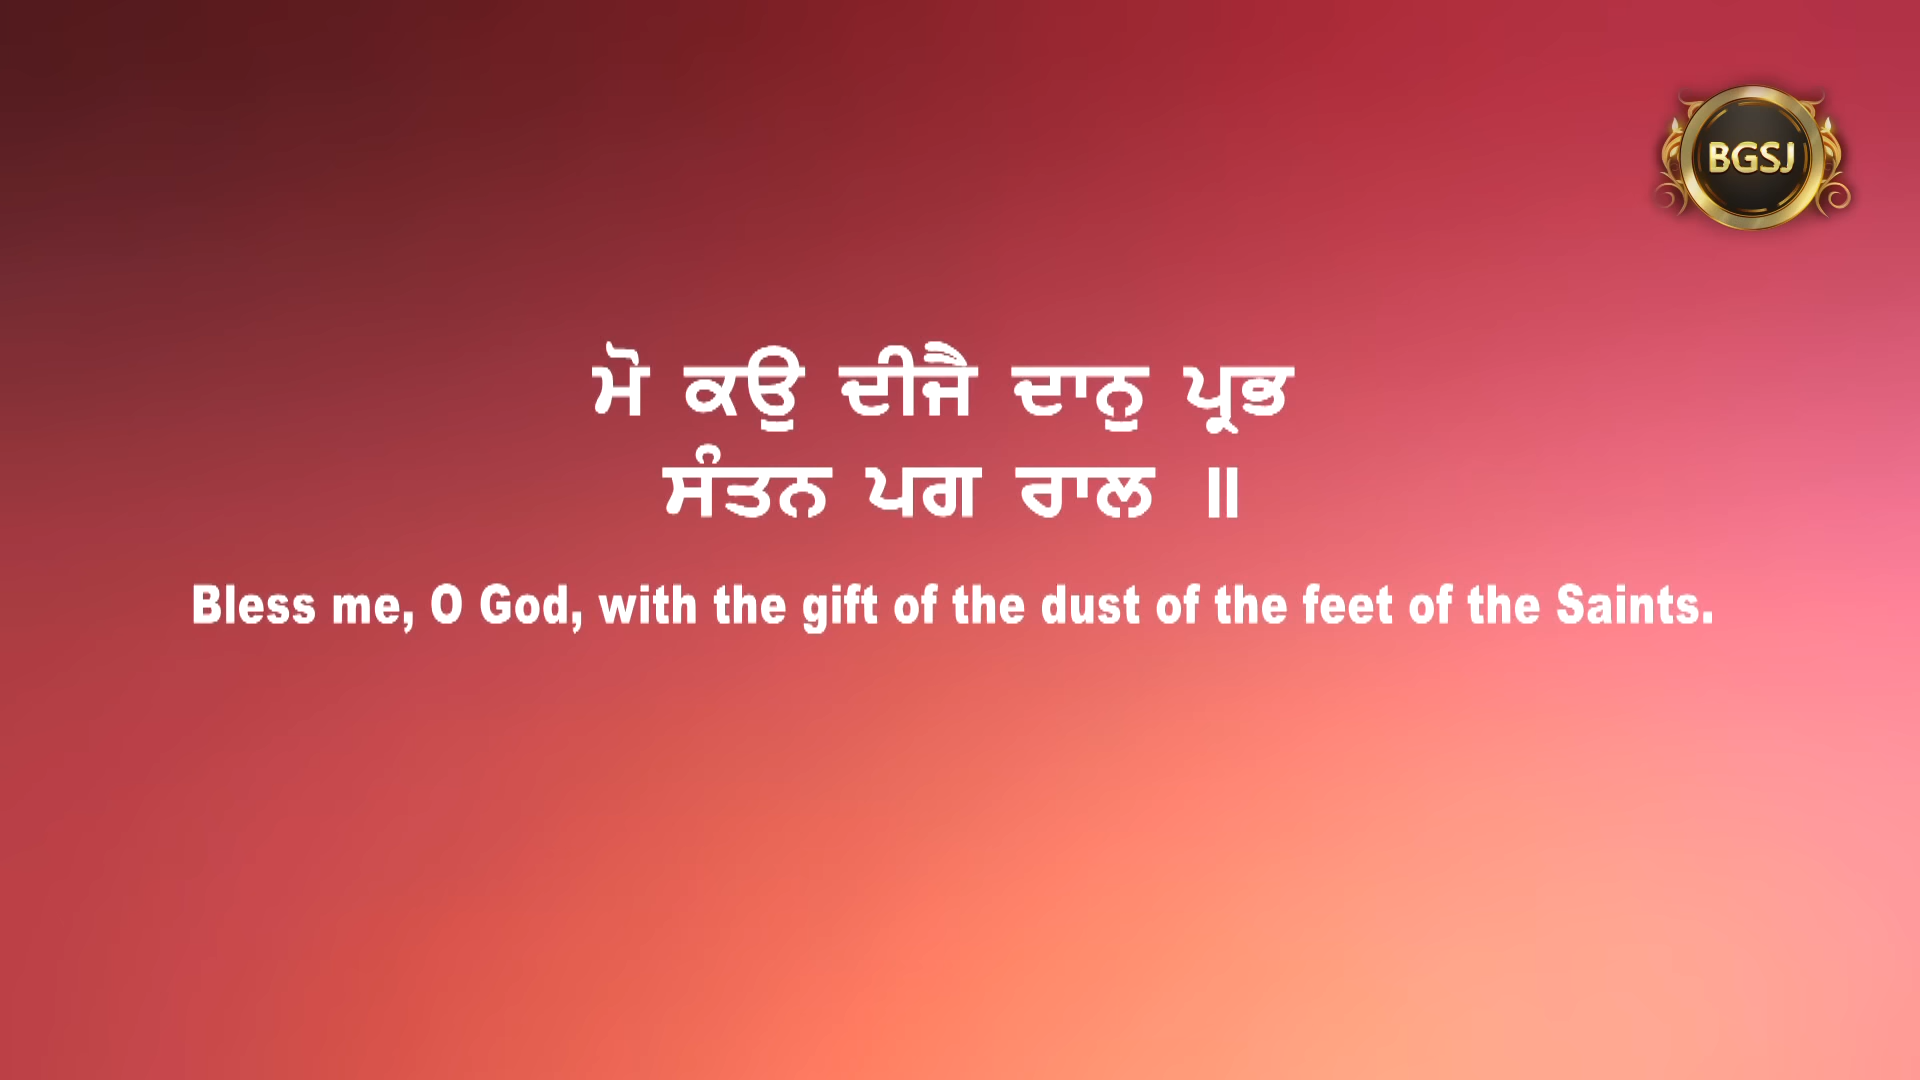 BGSJ
ਮੋ ਕਉ ਦੀਜੈ ਦਾਨੁ ਪ੍ਰਭ
ਸੰਤਨ ਪਗ ਰਾਲ ॥
Bless me, O God, with the gift of the dust of the feet of the Saints.